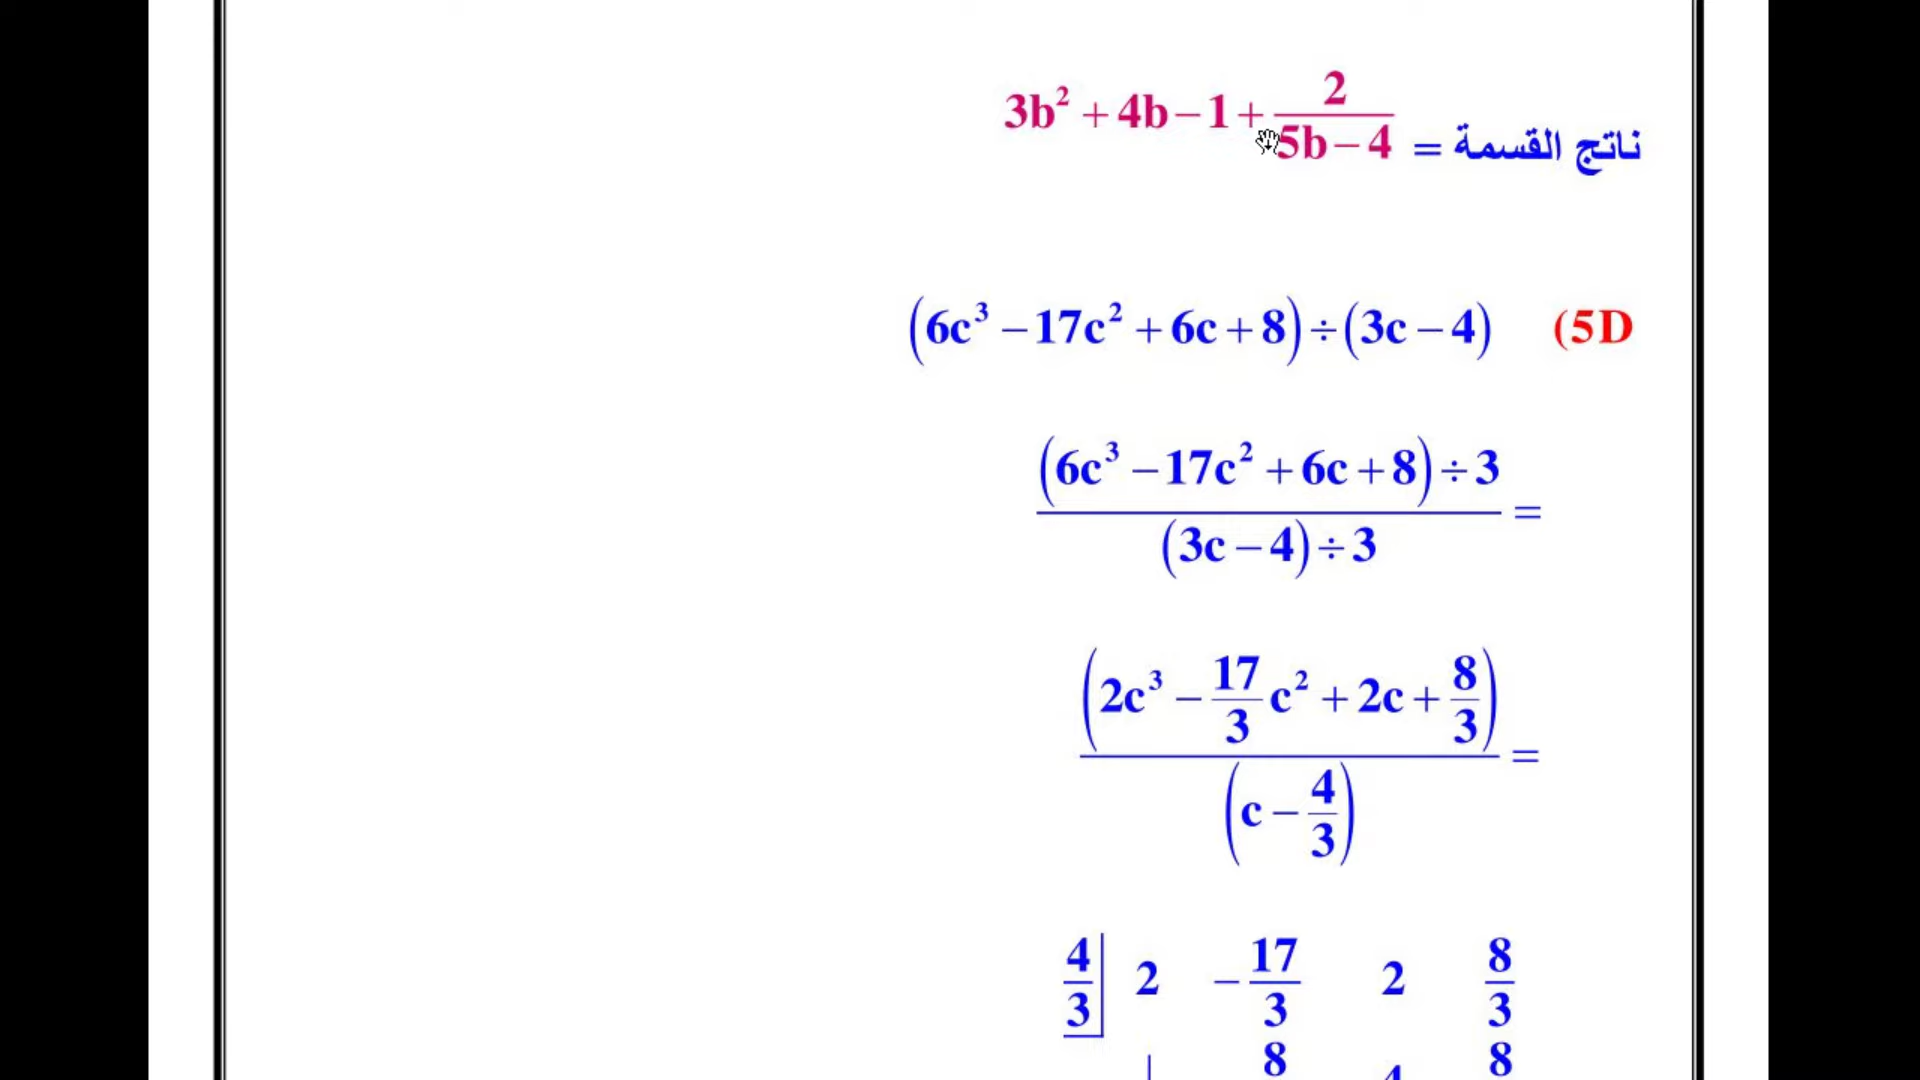 ناتج القسمة = 3b² + 4b − 1 + 2/(5b − 4)
(5D (6c³ − 17c² + 6c + 8) ÷ (3c − 4)
= ((6c³ − 17c² + 6c + 8) ÷ 3)/((3c − 4) ÷ 3)
= (2c³ − 17/3 c² + 2c + 8/3)/(c − 4/3)
4/3 | 2 − 17/3 2 8/3
8 8